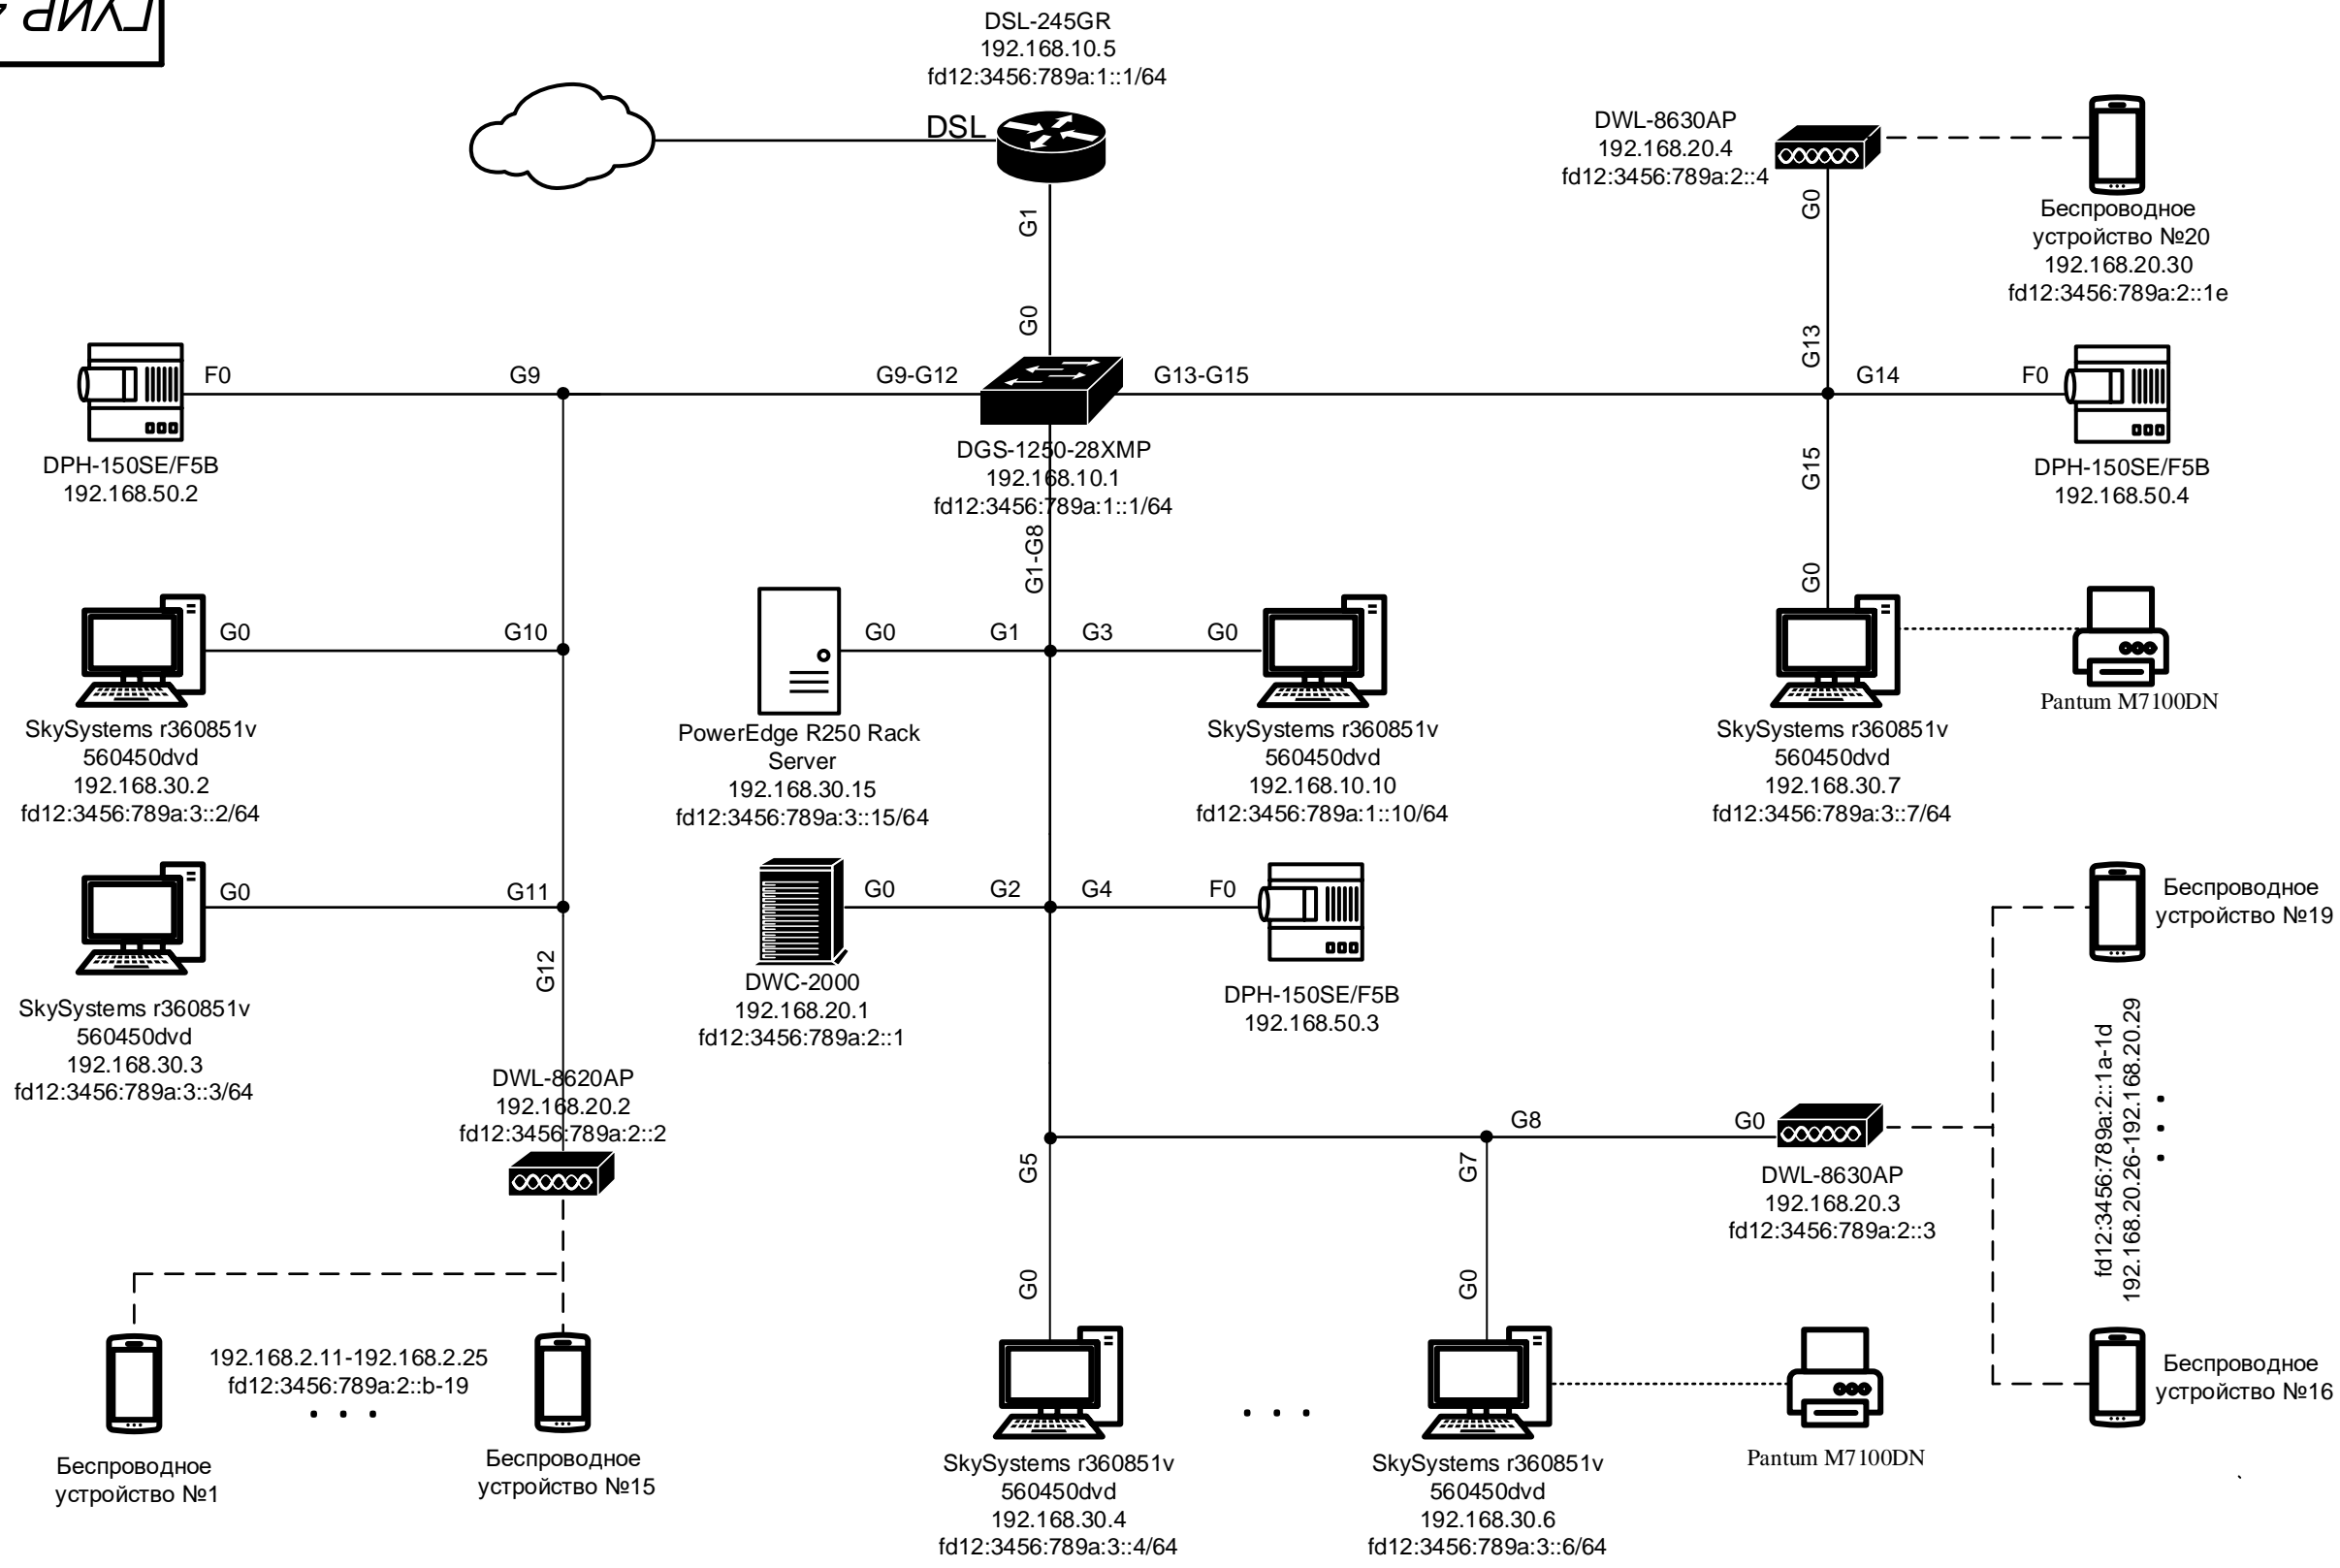 ГУИР 4
DSL-245GR
192.168.10.5
fd12:3456:789a:1::1/64
DSL
G1
G0
DWL-8630AP
192.168.20.4
fd12:3456:789a:2::4
G0
Беспроводное
устройство №20
192.168.20.30
fd12:3456:789a:2::1e
G13
F0
G9
G9-G12
G13-G15
G14
F0
DPH-150SE/F5B
192.168.50.2
DGS-1250-28XMP
192.168.10.1
fd12:3456:789a:1::1/64
G15
DPH-150SE/F5B
192.168.50.4
G1-G8
G0
G0
G10
G0
G1
G3
G0
SkySystems r360851v
560450dvd
192.168.30.2
fd12:3456:789a:3::2/64
PowerEdge R250 Rack
Server
192.168.30.15
fd12:3456:789a:3::15/64
SkySystems r360851v
560450dvd
192.168.10.10
fd12:3456:789a:1::10/64
SkySystems r360851v
560450dvd
192.168.30.7
fd12:3456:789a:3::7/64
Pantum M7100DN
G0
G11
G12
G0
G2
G4
F0
Беспроводное
устройство №19
SkySystems r360851v
560450dvd
192.168.30.3
fd12:3456:789a:3::3/64
DWC-2000
192.168.20.1
fd12:3456:789a:2::1
DPH-150SE/F5B
192.168.50.3
DWL-8620AP
192.168.20.2
fd12:3456:789a:2::2
fd12:3456:789a:2::1a-1d
192.168.20.26-192.168.20.29
. . .
G5
G7
G8
G0
DWL-8630AP
192.168.20.3
fd12:3456:789a:2::3
G0
G0
192.168.2.11-192.168.2.25
fd12:3456:789a:2::b-19
. . .
Беспроводное
устройство №1
Беспроводное
устройство №15
. . .
Беспроводное
устройство №16
SkySystems r360851v
560450dvd
192.168.30.4
fd12:3456:789a:3::4/64
SkySystems r360851v
560450dvd
192.168.30.6
fd12:3456:789a:3::6/64
Pantum M7100DN